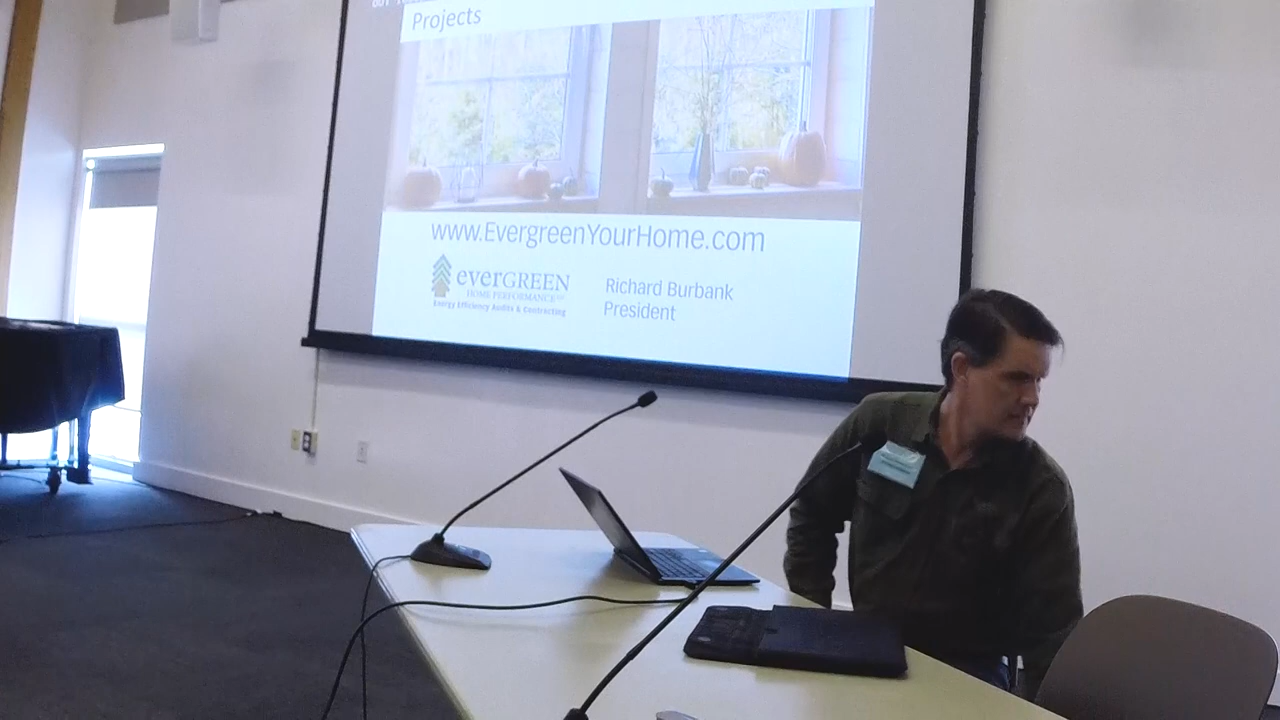 Projects
www.EvergreenYourHome.com
everGREEN
HOME PERFORMANCE
Energy Efficiency Audits & Contracting
Richard Burbank
President